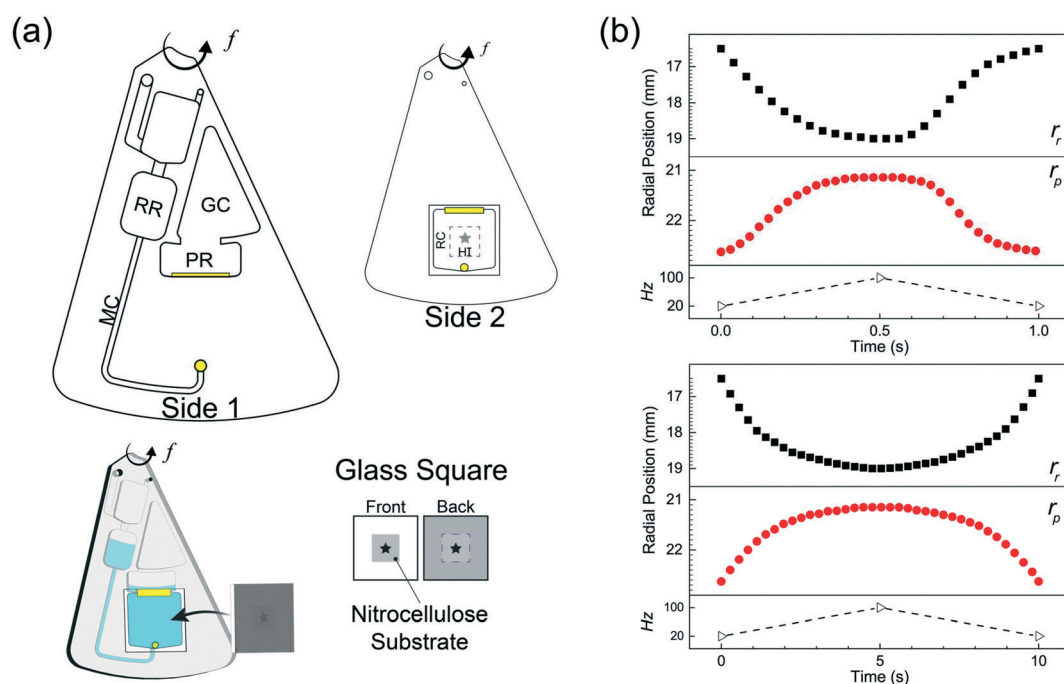 (a)
f
RR
GC
PR
MC
Side 1
f
RC
HI
Side 2
f
Glass Square
Front Back
Nitrocellulose
Substrate
(b)
Radial Position (mm)
17
18
19
r_r
21
r_p
22
Hz
100
20
0.0 0.5 1.0
Time (s)
Radial Position (mm)
17
18
19
r_r
21
r_p
22
Hz
100
20
0 5 10
Time (s)